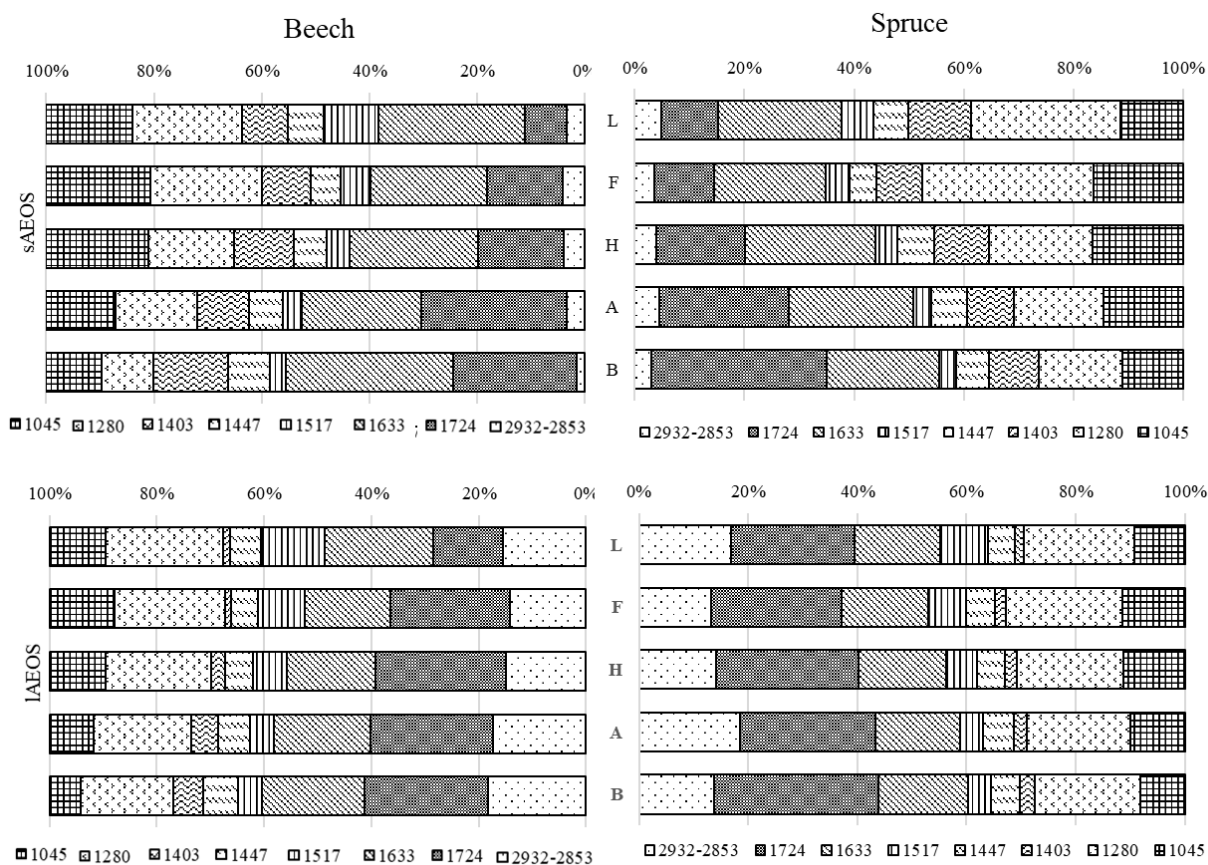 Beech
Spruce
100% 80% 60% 40% 20% 0%
0% 20% 40% 60% 80% 100%
sAEOS
L
F
H
A
B
1045 1280 1403 1447 1517 1633 ; 1724 2932-2853
2932-2853 1724 1633 1517 1447 1403 1280 1045
100% 80% 60% 40% 20% 0%
0% 20% 40% 60% 80% 100%
lAEOS
L
F
H
A
B
1045 1280 1403 1447 1517 1633 1724 2932-2853
2932-2853 1724 1633 1517 1447 1403 1280 1045